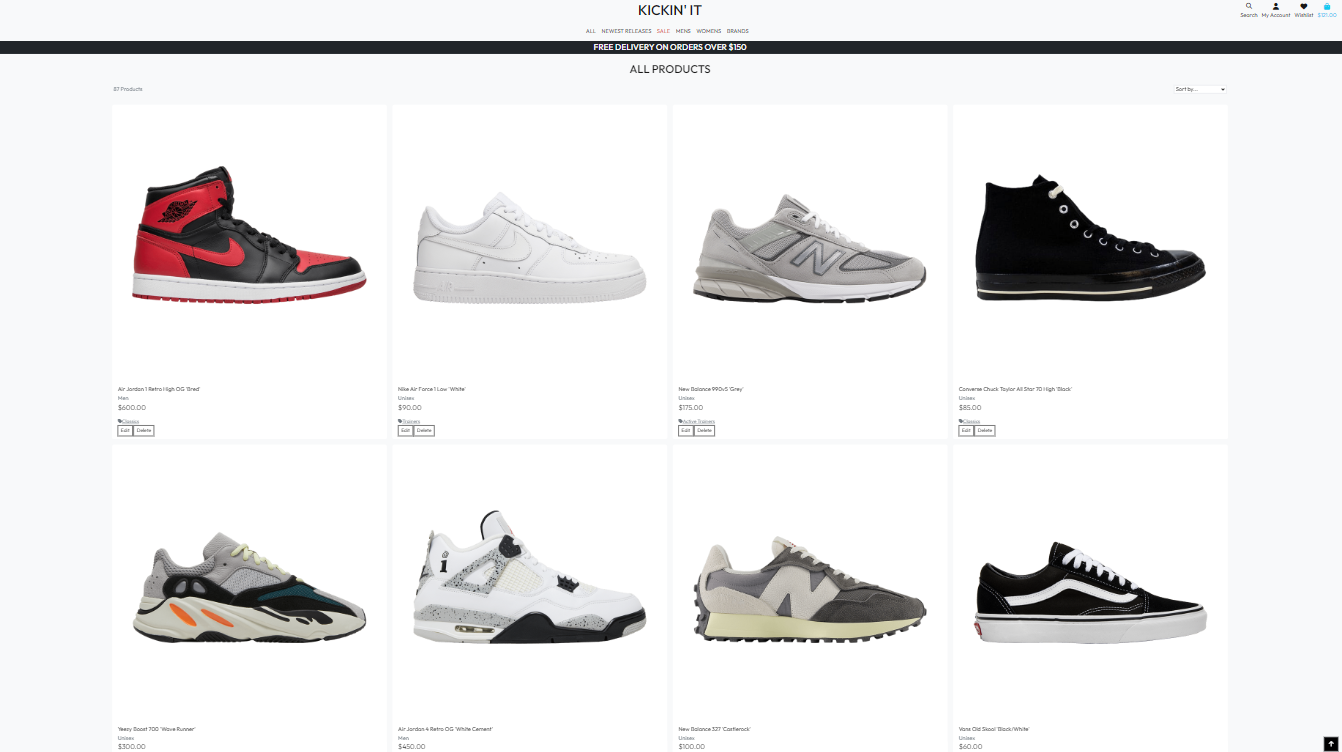 KICKIN' IT
Search My Account Wishlist $121.00
ALL NEWEST RELEASES SALE MENS WOMENS BRANDS
FREE DELIVERY ON ORDERS OVER $150
ALL PRODUCTS
87 Products
Sort by...
Air Jordan 1 Retro High OG 'Bred'
Men
$600.00
Classics
Edit Delete
Nike Air Force 1 Low 'White'
Unisex
$90.00
Trainers
Edit Delete
New Balance 990v5 'Grey'
Unisex
$175.00
Active Trainers
Edit Delete
Converse Chuck Taylor All Star 70 High 'Black'
Unisex
$85.00
Classics
Edit Delete
Yeezy Boost 700 'Wave Runner'
Unisex
$300.00
Air Jordan 4 Retro OG 'White Cement'
Men
$450.00
New Balance 327 'Castlerock'
Unisex
$100.00
Vans Old Skool 'Black/White'
Unisex
$60.00